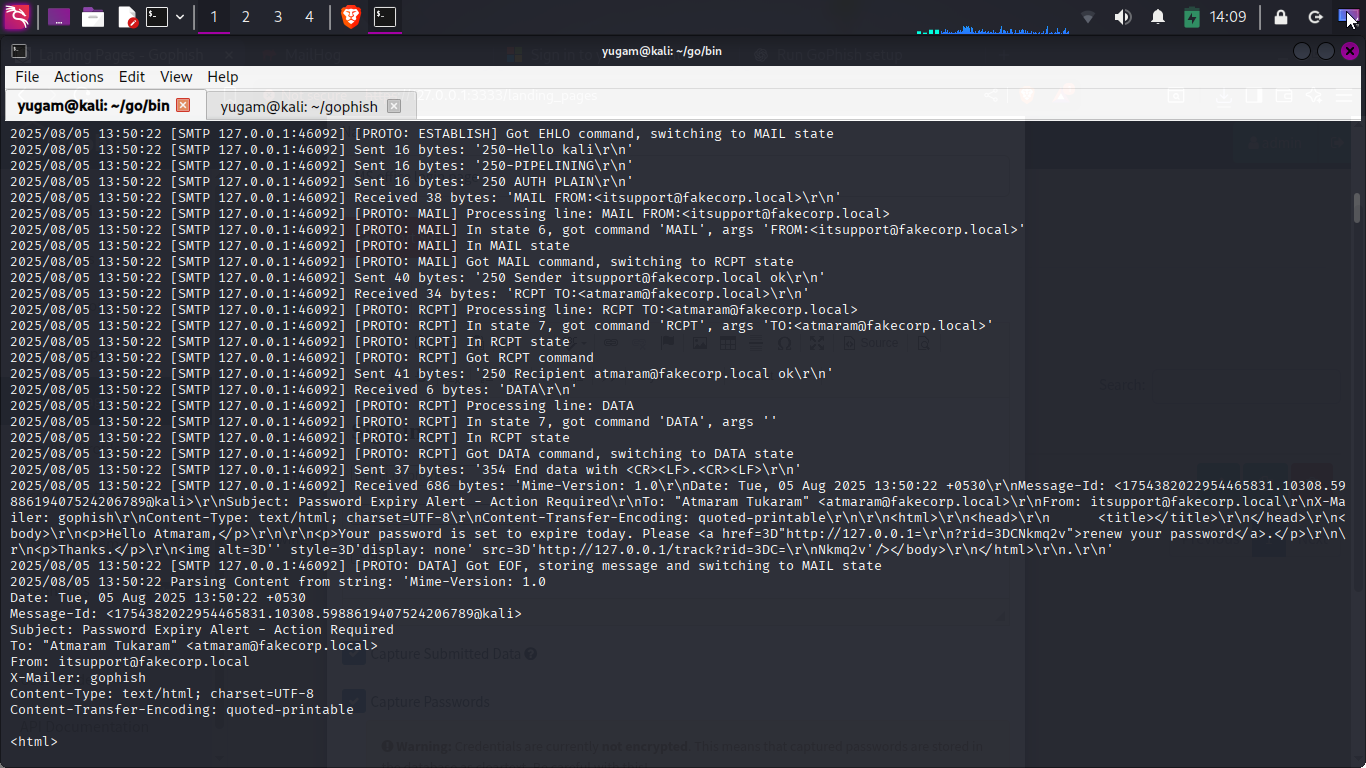 1 2 3 4 14:09
yugam@kali: ~/go/bin
File Actions Edit View Help
yugam@kali: ~/go/bin yugam@kali: ~/gophish
2025/08/05 13:50:22 [SMTP 127.0.0.1:46092] [PROTO: ESTABLISH] Got EHLO command, switching to MAIL state
2025/08/05 13:50:22 [SMTP 127.0.0.1:46092] Sent 16 bytes: '250-Hello kali\r\n'
2025/08/05 13:50:22 [SMTP 127.0.0.1:46092] Sent 16 bytes: '250-PIPELINING\r\n'
2025/08/05 13:50:22 [SMTP 127.0.0.1:46092] Sent 16 bytes: '250 AUTH PLAIN\r\n'
2025/08/05 13:50:22 [SMTP 127.0.0.1:46092] Received 38 bytes: 'MAIL FROM:<itsupport@fakecorp.local>\r\n'
2025/08/05 13:50:22 [SMTP 127.0.0.1:46092] [PROTO: MAIL] Processing line: MAIL FROM:<itsupport@fakecorp.local>
2025/08/05 13:50:22 [SMTP 127.0.0.1:46092] [PROTO: MAIL] In state 6, got command 'MAIL', args 'FROM:<itsupport@fakecorp.local>'
2025/08/05 13:50:22 [SMTP 127.0.0.1:46092] [PROTO: MAIL] In MAIL state
2025/08/05 13:50:22 [SMTP 127.0.0.1:46092] [PROTO: MAIL] Got MAIL command, switching to RCPT state
2025/08/05 13:50:22 [SMTP 127.0.0.1:46092] Sent 40 bytes: '250 Sender itsupport@fakecorp.local ok\r\n'
2025/08/05 13:50:22 [SMTP 127.0.0.1:46092] Received 34 bytes: 'RCPT TO:<atmaram@fakecorp.local>\r\n'
2025/08/05 13:50:22 [SMTP 127.0.0.1:46092] [PROTO: RCPT] Processing line: RCPT TO:<atmaram@fakecorp.local>
2025/08/05 13:50:22 [SMTP 127.0.0.1:46092] [PROTO: RCPT] In state 7, got command 'RCPT', args 'TO:<atmaram@fakecorp.local>'
2025/08/05 13:50:22 [SMTP 127.0.0.1:46092] [PROTO: RCPT] In RCPT state
2025/08/05 13:50:22 [SMTP 127.0.0.1:46092] [PROTO: RCPT] Got RCPT command
2025/08/05 13:50:22 [SMTP 127.0.0.1:46092] Sent 41 bytes: '250 Recipient atmaram@fakecorp.local ok\r\n'
2025/08/05 13:50:22 [SMTP 127.0.0.1:46092] Received 6 bytes: 'DATA\r\n'
2025/08/05 13:50:22 [SMTP 127.0.0.1:46092] [PROTO: RCPT] Processing line: DATA
2025/08/05 13:50:22 [SMTP 127.0.0.1:46092] [PROTO: RCPT] In state 7, got command 'DATA', args ''
2025/08/05 13:50:22 [SMTP 127.0.0.1:46092] [PROTO: RCPT] In RCPT state
2025/08/05 13:50:22 [SMTP 127.0.0.1:46092] [PROTO: RCPT] Got DATA command, switching to DATA state
2025/08/05 13:50:22 [SMTP 127.0.0.1:46092] Sent 37 bytes: '354 End data with <CR><LF>.<CR><LF>\r\n'
2025/08/05 13:50:22 [SMTP 127.0.0.1:46092] Received 686 bytes: 'Mime-Version: 1.0\r\nDate: Tue, 05 Aug 2025 13:50:22 +0530\r\nMessage-Id: <1754382022954465831.10308.59
88619407524206789@kali>\r\nSubject: Password Expiry Alert - Action Required\r\nTo: "Atmaram Tukaram" <atmaram@fakecorp.local>\r\nFrom: itsupport@fakecorp.local\r\nX-Ma
iler: gophish\r\nContent-Type: text/html; charset=UTF-8\r\nContent-Transfer-Encoding: quoted-printable\r\n\r\n<html>\r\n<head>\r\n      <title></title>\r\n</head>\r\n<
body>\r\n<p>Hello Atmaram,</p>\r\n\r\n<p>Your password is set to expire today. Please <a href=3D"http://127.0.0.1=\r\n?rid=3DCNkmq2v">renew your password</a>.</p>\r\n\
r\n<p>Thanks.</p>\r\n<img alt=3D'' style=3D'display: none' src=3D'http://127.0.0.1/track?rid=3DC=\r\nNkmq2v'/></body>\r\n</html>\r\n.\r\n'
2025/08/05 13:50:22 [SMTP 127.0.0.1:46092] [PROTO: DATA] Got EOF, storing message and switching to MAIL state
2025/08/05 13:50:22 Parsing Content from string: 'Mime-Version: 1.0
Date: Tue, 05 Aug 2025 13:50:22 +0530
Message-Id: <1754382022954465831.10308.5988619407524206789@kali>
Subject: Password Expiry Alert - Action Required
To: "Atmaram Tukaram" <atmaram@fakecorp.local>
From: itsupport@fakecorp.local
Capture Submitted Data
X-Mailer: gophish
Content-Type: text/html; charset=UTF-8
Capture Passwords
Content-Transfer-Encoding: quoted-printable
<html>
Warning: Credentials are currently not encrypted. This means that captured passwords are stored in